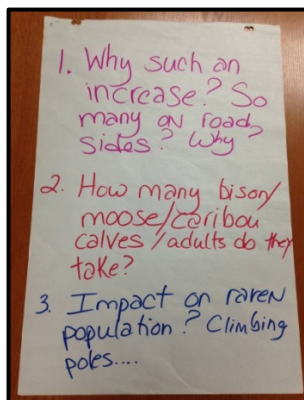 1. Why such an
increase? So
many on road
sides? Why?
2. How many bison/
moose/caribou
calves/adults do they
take?
3. Impact on raven
population? Climbing
poles....